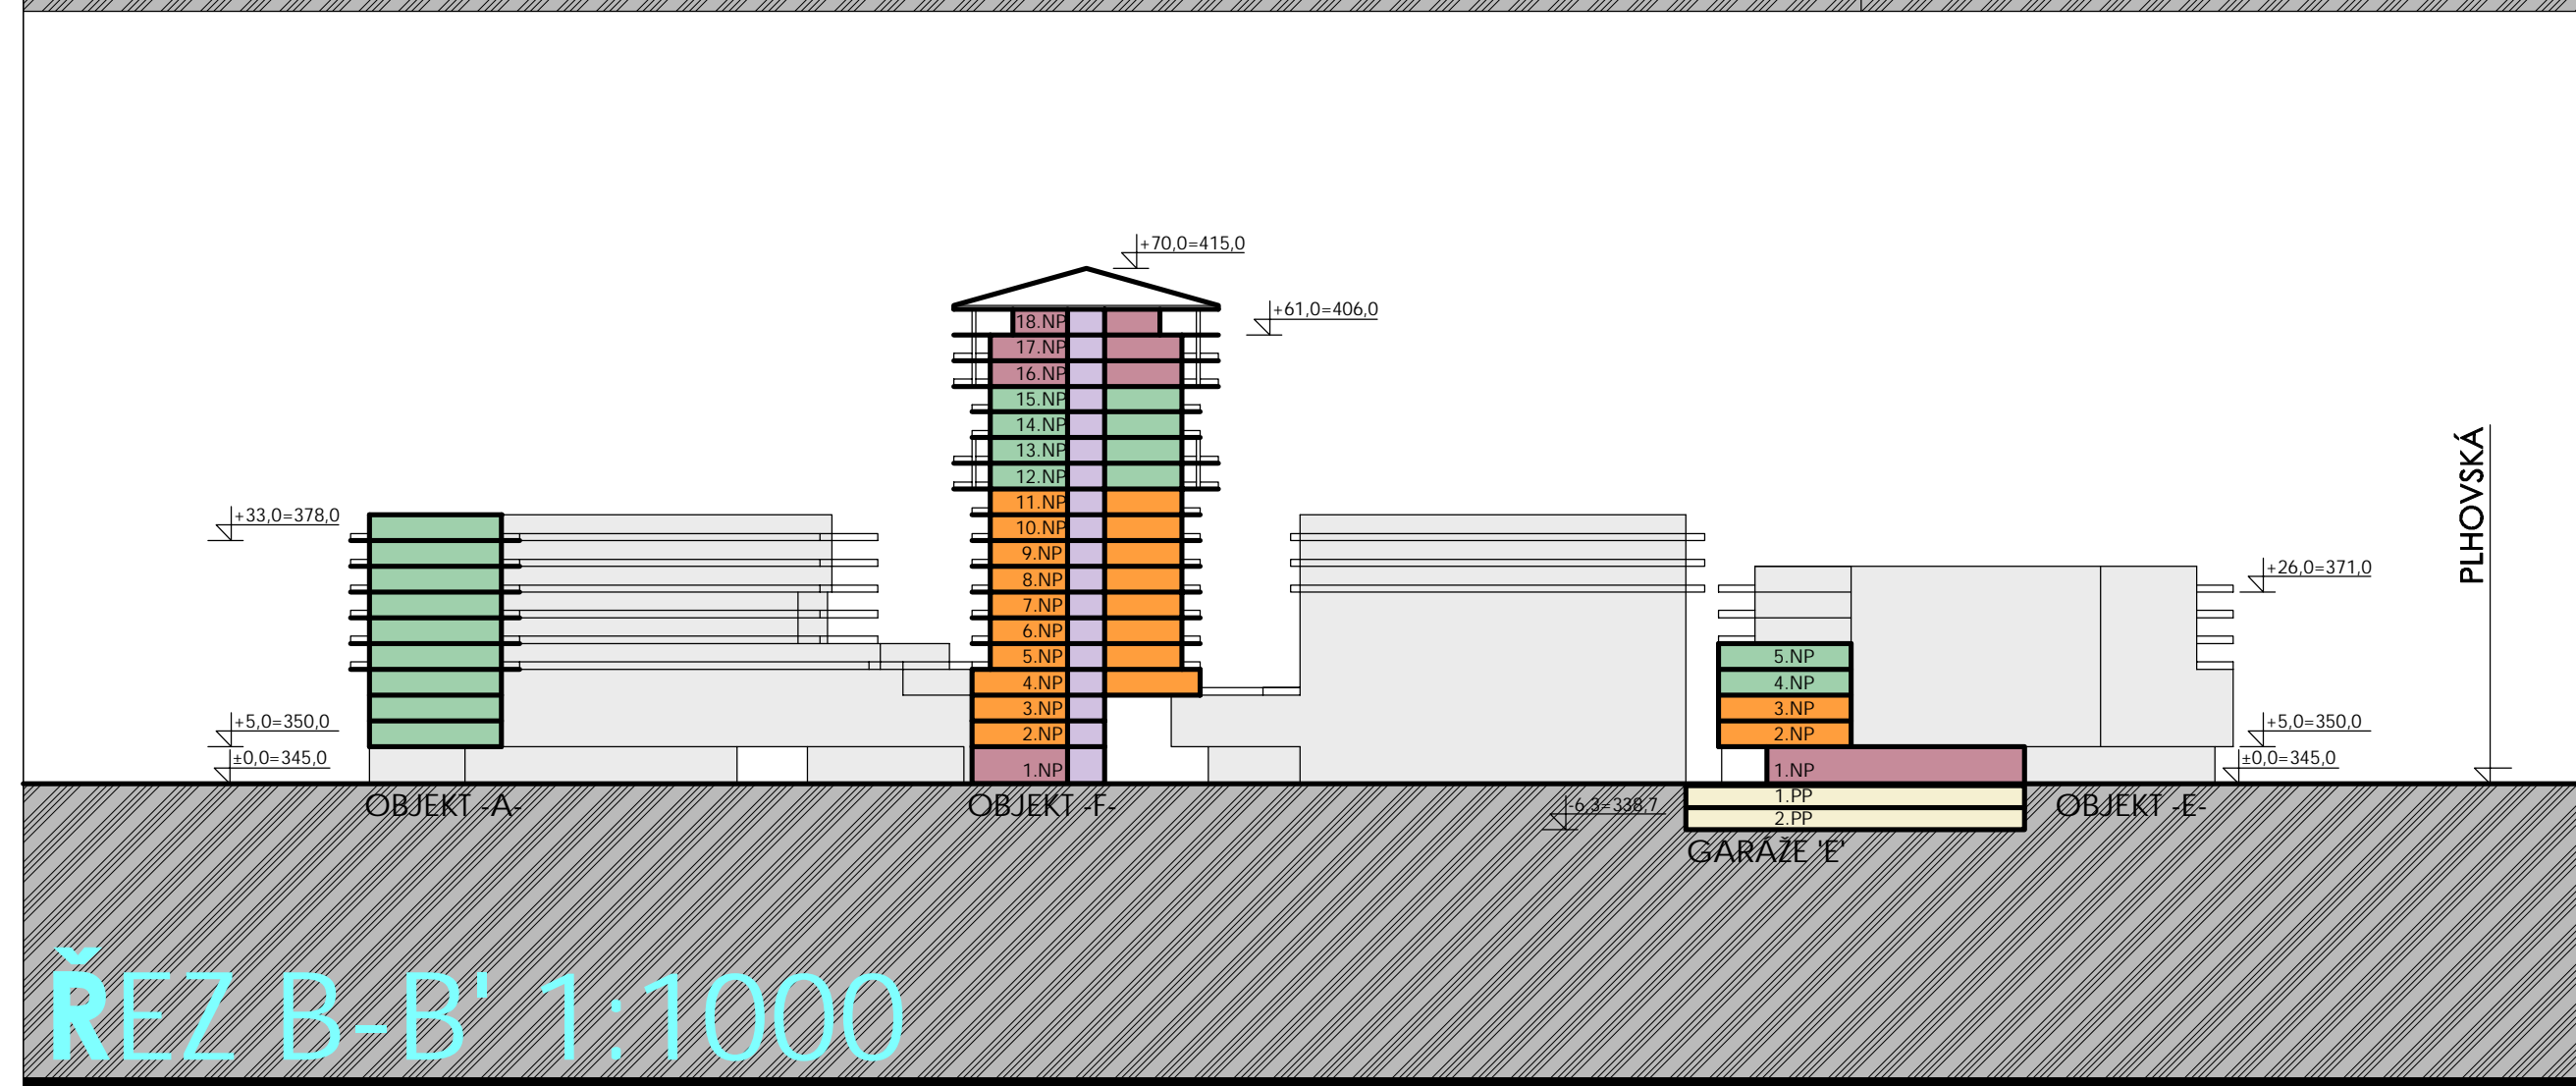 +70,0=415,0
+61,0=406,0
18.NP
17.NP
16.NP
15.NP
14.NP
13.NP
12.NP
11.NP
10.NP
9.NP
8.NP
7.NP
6.NP
5.NP
4.NP
3.NP
2.NP
1.NP
+33,0=378,0
+5,0=350,0
±0,0=345,0
PLHOVSKÁ
+26,0=371,0
+5,0=350,0
±0,0=345,0
5.NP
4.NP
3.NP
2.NP
1.NP
1.PP
2.PP
-6,3=338,7
OBJEKT -A-
OBJEKT -F-
OBJEKT -E-
GARÁŽE 'E'
ŘEZ B-B' 1:1000